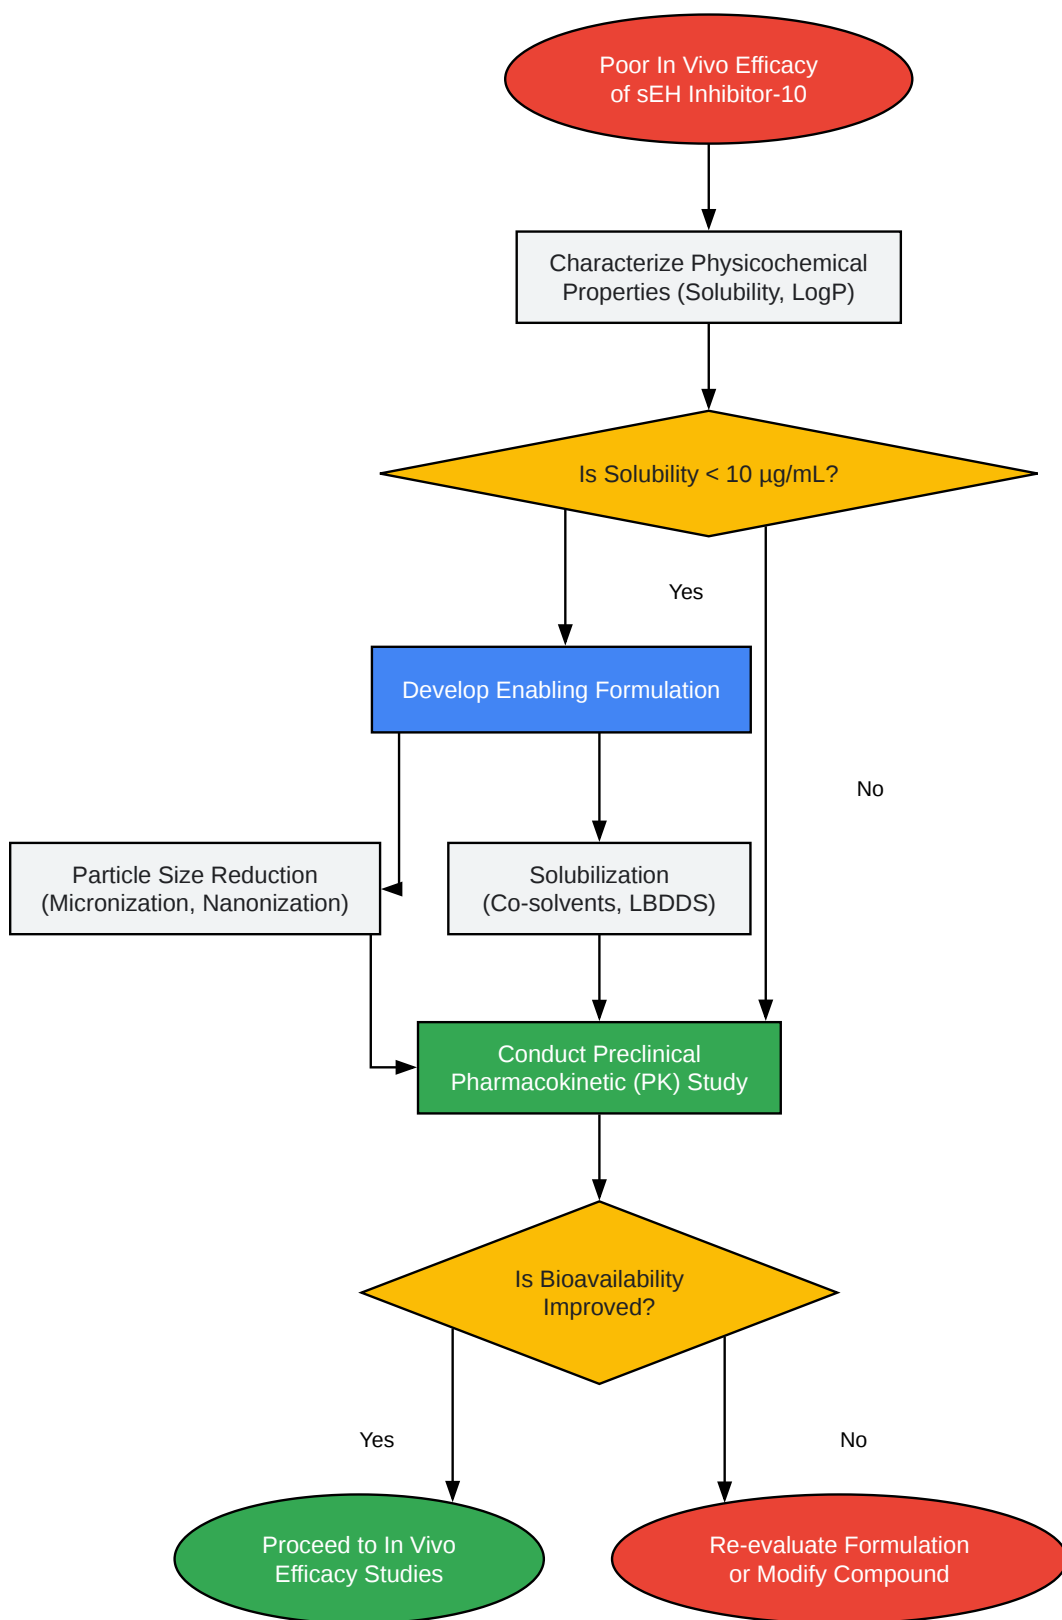 Poor In Vivo Efficacy
of sEH Inhibitor-10
Characterize Physicochemical
Properties (Solubility, LogP)
Is Solubility < 10 µg/mL?
Yes
Develop Enabling Formulation
No
Particle Size Reduction
(Micronization, Nanonization)
Solubilization
(Co-solvents, LBDDS)
Conduct Preclinical
Pharmacokinetic (PK) Study
Is Bioavailability
Improved?
Yes
No
Proceed to In Vivo
Efficacy Studies
Re-evaluate Formulation
or Modify Compound